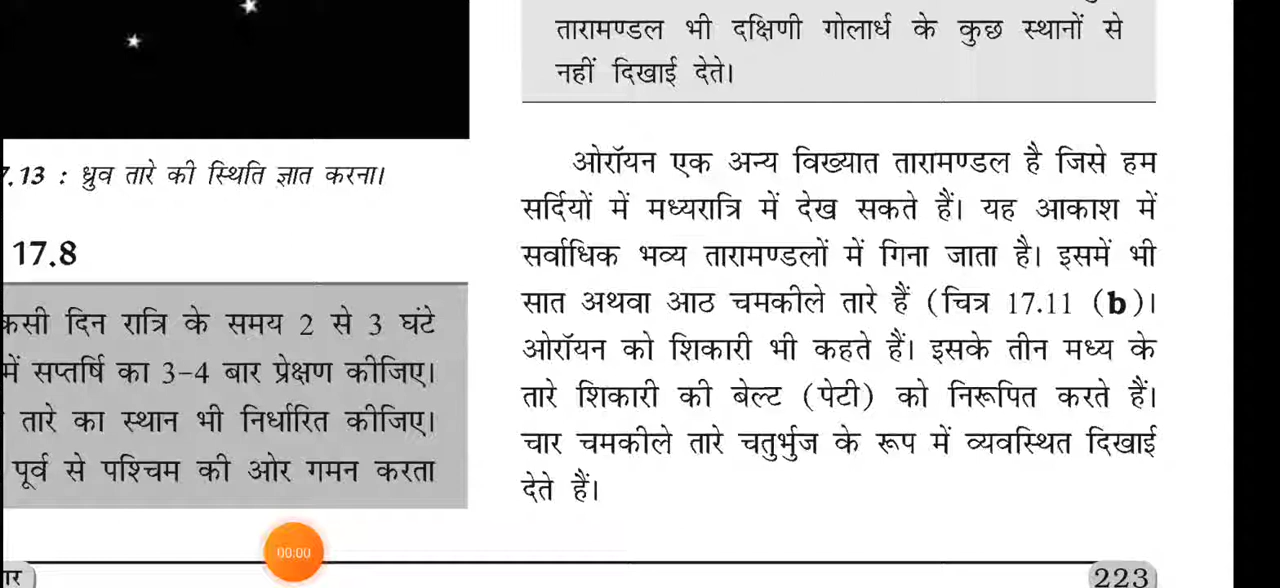 7.13 : ध्रुव तारे की स्थिति ज्ञात करना।
17.8
किसी दिन रात्रि के समय 2 से 3 घंटे
में सप्तर्षि का 3-4 बार प्रेक्षण कीजिए।
तारे का स्थान भी निर्धारित कीजिए।
पूर्व से पश्चिम की ओर गमन करता
तारामण्डल भी दक्षिणी गोलार्ध के कुछ स्थानों से
नहीं दिखाई देते।
ओरॉयन एक अन्य विख्यात तारामण्डल है जिसे हम
सर्दियों में मध्यरात्रि में देख सकते हैं। यह आकाश में
सर्वाधिक भव्य तारामण्डलों में गिना जाता है। इसमें भी
सात अथवा आठ चमकीले तारे हैं (चित्र 17.11 (b)।
ओरॉयन को शिकारी भी कहते हैं। इसके तीन मध्य के
तारे शिकारी की बेल्ट (पेटी) को निरूपित करते हैं।
चार चमकीले तारे चतुर्भुज के रूप में व्यवस्थित दिखाई
देते हैं।
00:00
223